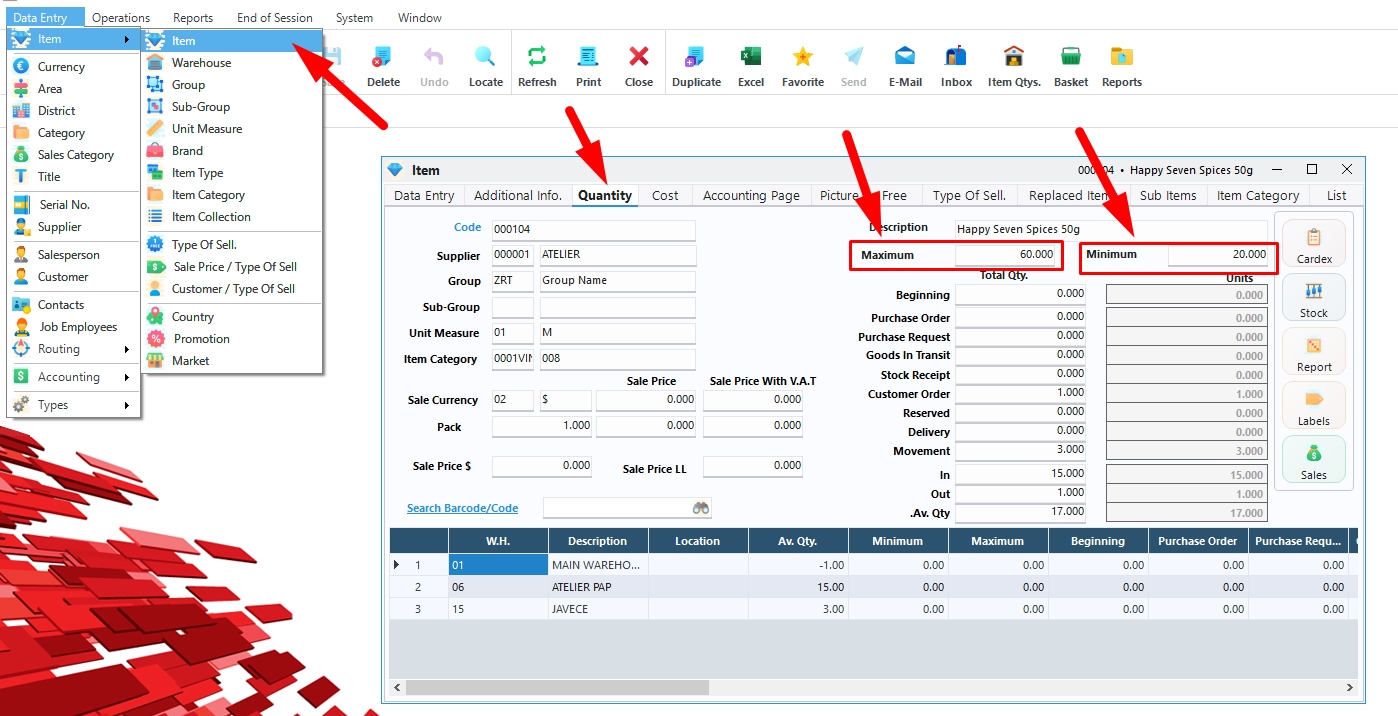 Data Entry Operations Reports End of Session System Window
Item
Currency
Area
District
Category
Sales Category
Title
Serial No.
Supplier
Salesperson
Customer
Contacts
Job Employees
Routing
Accounting
Types
Item
Warehouse
Group
Sub-Group
Unit Measure
Brand
Item Type
Item Category
Item Collection
Type Of Sell.
Sale Price / Type Of Sell
Customer / Type Of Sell
Country
Promotion
Market
Delete Undo Locate Refresh Print Close Duplicate Excel Favorite Send E-Mail Inbox Item Qtys. Basket Reports
Item Happy Seven Spices 50g
Data Entry Additional Info. Quantity Cost Accounting Page Picture Free Type Of Sell. Replaced Sub Items Item Category List
Code 000104 Description Happy Seven Spices 50g
Supplier 000001 ATELIER Maximum 60.000 Minimum 20.000
Total Qty. Units
Group ZRT Group Name
Sub-Group
Unit Measure 01 M
Item Category 0001VIN 008
Sale Price Sale Price With V.A.T
Sale Currency 02 $ 0.000 0.000
Pack 1.000 0.000 0.000
Sale Price $ 0.000 Sale Price LL 0.000
Search Barcode/Code
Beginning 0.000 0.000
Purchase Order 0.000 0.000
Purchase Request 0.000 0.000
Goods In Transit 0.000 0.000
Stock Receipt 0.000 0.000
Customer Order 1.000 0.000
Reserved 0.000 0.000
Delivery 0.000 0.000
Movement 3.000 3.000
In 15.000 15.000
Out 1.000 1.000
.Av. Qty 17.000 17.000
Cardex
Stock
Report
Labels
Sales
W.H. Description Location Av. Qty. Minimum Maximum Beginning Purchase Order Purchase Requ...
1 01 MAIN WAREHO... -1.00 0.00 0.00 0.00 0.00 0.00
2 06 ATELIER PAP 15.00 0.00 0.00 0.00 0.00 0.00
3 15 JAVECE 3.00 0.00 0.00 0.00 0.00 0.00